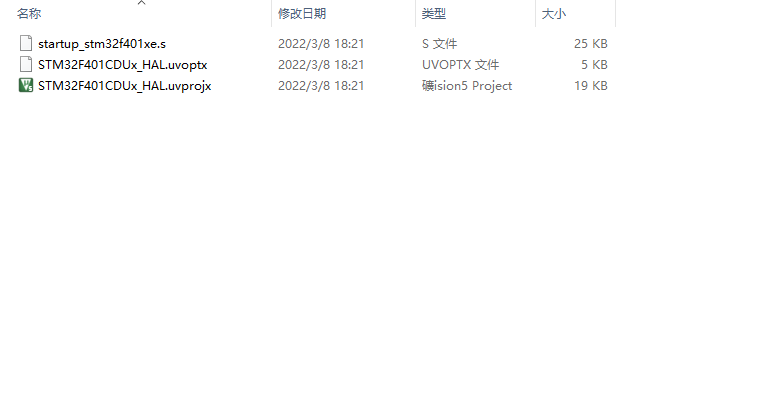 名称 修改日期 类型 大小
startup_stm32f401xe.s 2022/3/8 18:21 S 文件 25 KB
STM32F401CDUx_HAL.uvoptx 2022/3/8 18:21 UVOPTX 文件 5 KB
STM32F401CDUx_HAL.uvprojx 2022/3/8 18:21 礦ision5 Project 19 KB